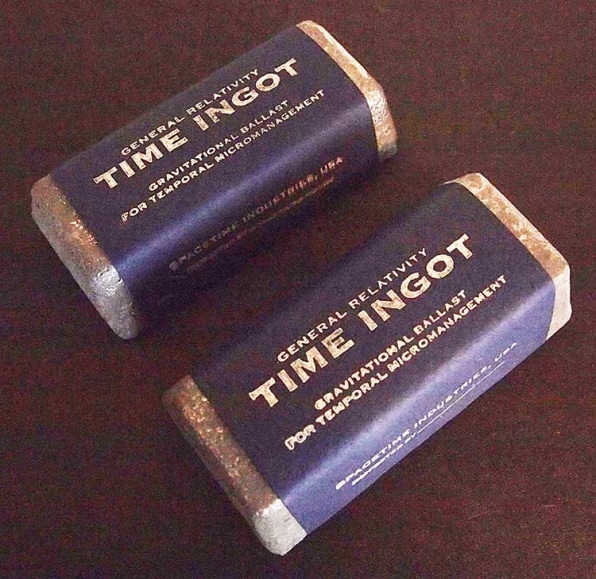 GENERAL RELATIVITY
TIME INGOT
GRAVITATIONAL BALLAST
FOR TEMPORAL MICROMANAGEMENT
SPACETIME INDUSTRIES, USA
GENERAL RELATIVITY
TIME INGOT
GRAVITATIONAL BALLAST
FOR TEMPORAL MICROMANAGEMENT
SPACETIME INDUSTRIES, USA